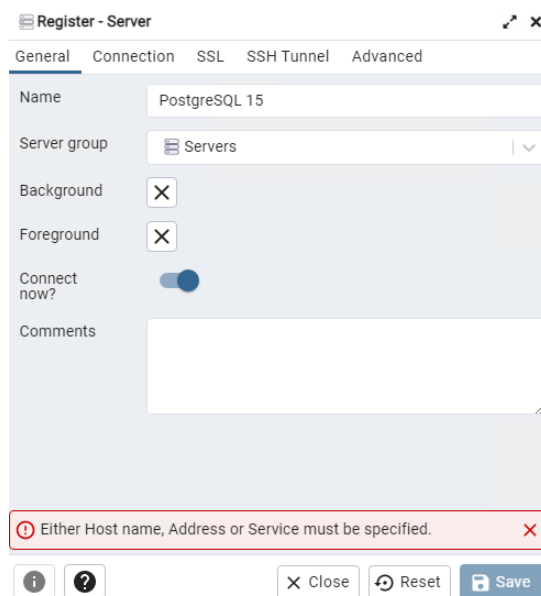 Register - Server
General Connection SSL SSH Tunnel Advanced
Name PostgreSQL 15
Server group Servers
Background
Foreground
Connect
now?
Comments
Either Host name, Address or Service must be specified.
Close Reset Save